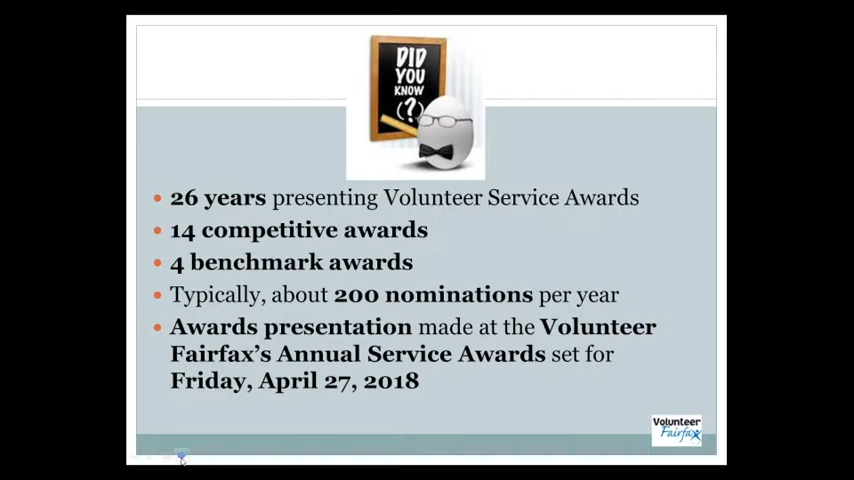 DID
YOU
KNOW
(?)
26 years presenting Volunteer Service Awards
14 competitive awards
4 benchmark awards
Typically, about 200 nominations per year
Awards presentation made at the Volunteer
Fairfax’s Annual Service Awards set for
Friday, April 27, 2018
Volunteer
Fairfax